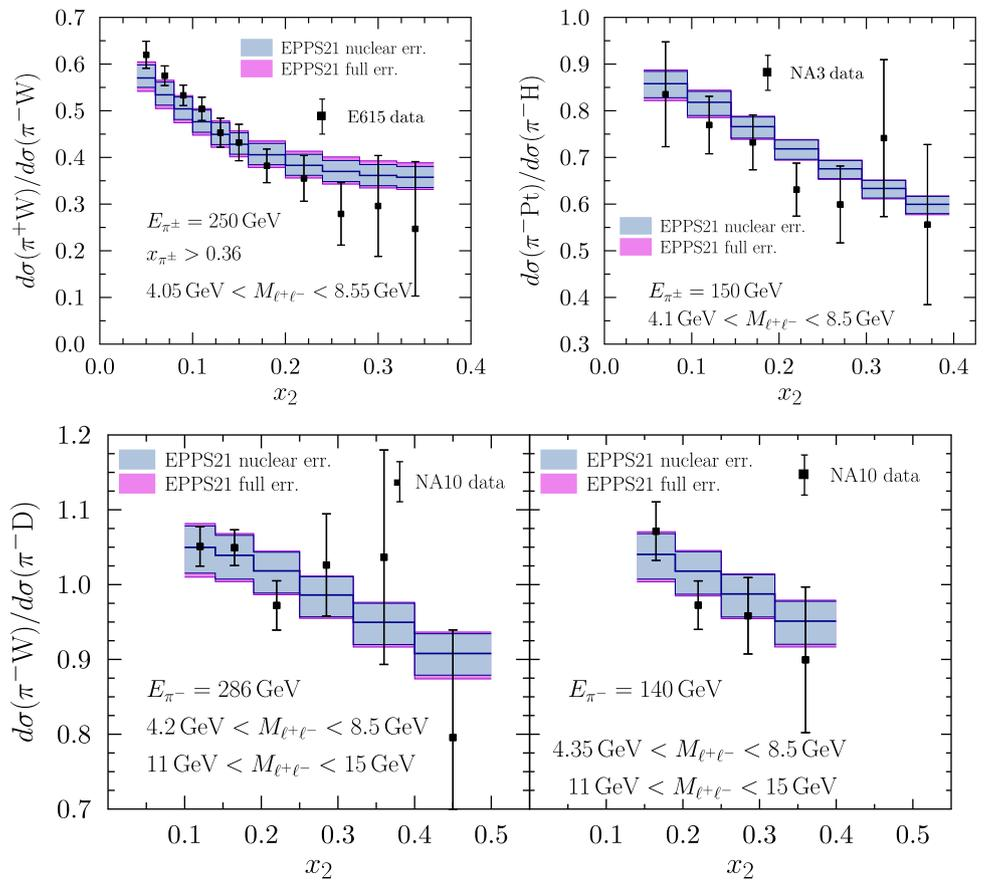 dσ(π⁺W)/dσ(π⁻W)
0.7
0.6
0.5
0.4
0.3
0.2
0.1
0.0
EPPS21 nuclear err.
EPPS21 full err.
E615 data
E_{π±} = 250 GeV
x_{π±} > 0.36
4.05 GeV < M_{ℓ⁺ℓ⁻} < 8.55 GeV
0.0 0.1 0.2 0.3 0.4
x₂
dσ(π⁻Pt)/dσ(π⁻H)
1.0
0.9
0.8
0.7
0.6
0.5
0.4
0.3
NA3 data
EPPS21 nuclear err.
EPPS21 full err.
E_{π±} = 150 GeV
4.1 GeV < M_{ℓ⁺ℓ⁻} < 8.5 GeV
0.0 0.1 0.2 0.3 0.4
x₂
dσ(π⁻W)/dσ(π⁻D)
1.2
1.1
1.0
0.9
0.8
0.7
EPPS21 nuclear err.
EPPS21 full err.
NA10 data
E_{π⁻} = 286 GeV
4.2 GeV < M_{ℓ⁺ℓ⁻} < 8.5 GeV
11 GeV < M_{ℓ⁺ℓ⁻} < 15 GeV
0.1 0.2 0.3 0.4 0.5
x₂
EPPS21 nuclear err.
EPPS21 full err.
NA10 data
E_{π⁻} = 140 GeV
4.35 GeV < M_{ℓ⁺ℓ⁻} < 8.5 GeV
11 GeV < M_{ℓ⁺ℓ⁻} < 15 GeV
0.1 0.2 0.3 0.4 0.5
x₂